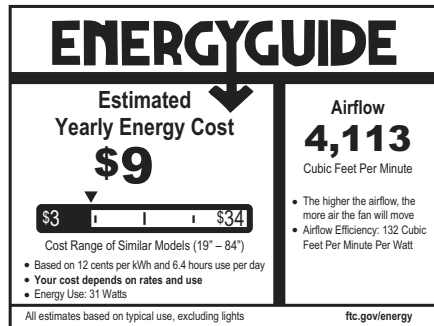 ENERGYGUIDE
Estimated
Yearly Energy Cost
$9
$3
$34
Cost Range of Similar Models (19” – 84”)
• Based on 12 cents per kWh and 6.4 hours use per day
• Your cost depends on rates and use
• Energy Use: 31 Watts
Airflow
4,113
Cubic Feet Per Minute
• The higher the airflow, the
more air the fan will move
• Airflow Efficiency: 132 Cubic
Feet Per Minute Per Watt
All estimates based on typical use, excluding lights
ftc.gov/energy